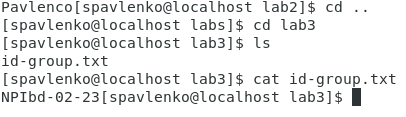 Pavlenco[spavlenko@localhost lab2]$ cd ..
[spavlenko@localhost labs]$ cd lab3
[spavlenko@localhost lab3]$ ls
id-group.txt
[spavlenko@localhost lab3]$ cat id-group.txt
NPIbd-02-23[spavlenko@localhost lab3]$